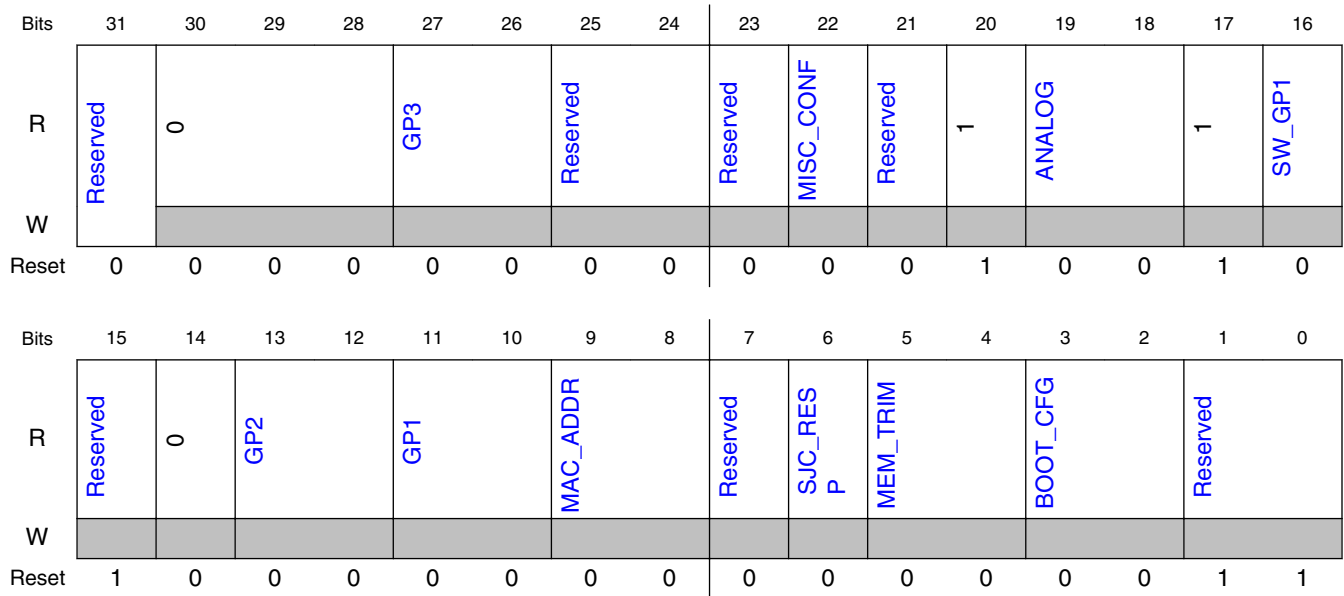 Bits 31 30 29 28 27 26 25 24 23 22 21 20 19 18 17 16
R Reserved 0 GP3 Reserved Reserved MISC_CONF Reserved 1 ANALOG 1 SW_GP1
W
Reset 0 0 0 0 0 0 0 0 0 0 0 1 0 0 1 0
Bits 15 14 13 12 11 10 9 8 7 6 5 4 3 2 1 0
R Reserved 0 GP2 GP1 MAC_ADDR Reserved SJC_RES
P MEM_TRIM BOOT_CFG Reserved
W
Reset 1 0 0 0 0 0 0 0 0 0 0 0 0 0 1 1